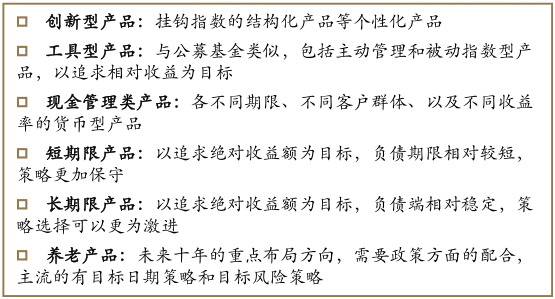 创新型产品：挂钩指数的结构化产品等个性化产品
工具型产品：与公募基金类似，包括主动管理和被动指数型产
品，以追求相对收益为目标
现金管理类产品：各不同期限、不同客户群体、以及不同收益
率的货币型产品
短期限产品：以追求绝对收益额为目标，负债期限相对较短，
策略更加保守
长期限产品：以追求绝对收益额为目标，负债端相对稳定，策
略选择可以更为激进
养老产品：未来十年的重点布局方向，需要政策方面的配合，
主流的有目标日期策略和目标风险策略